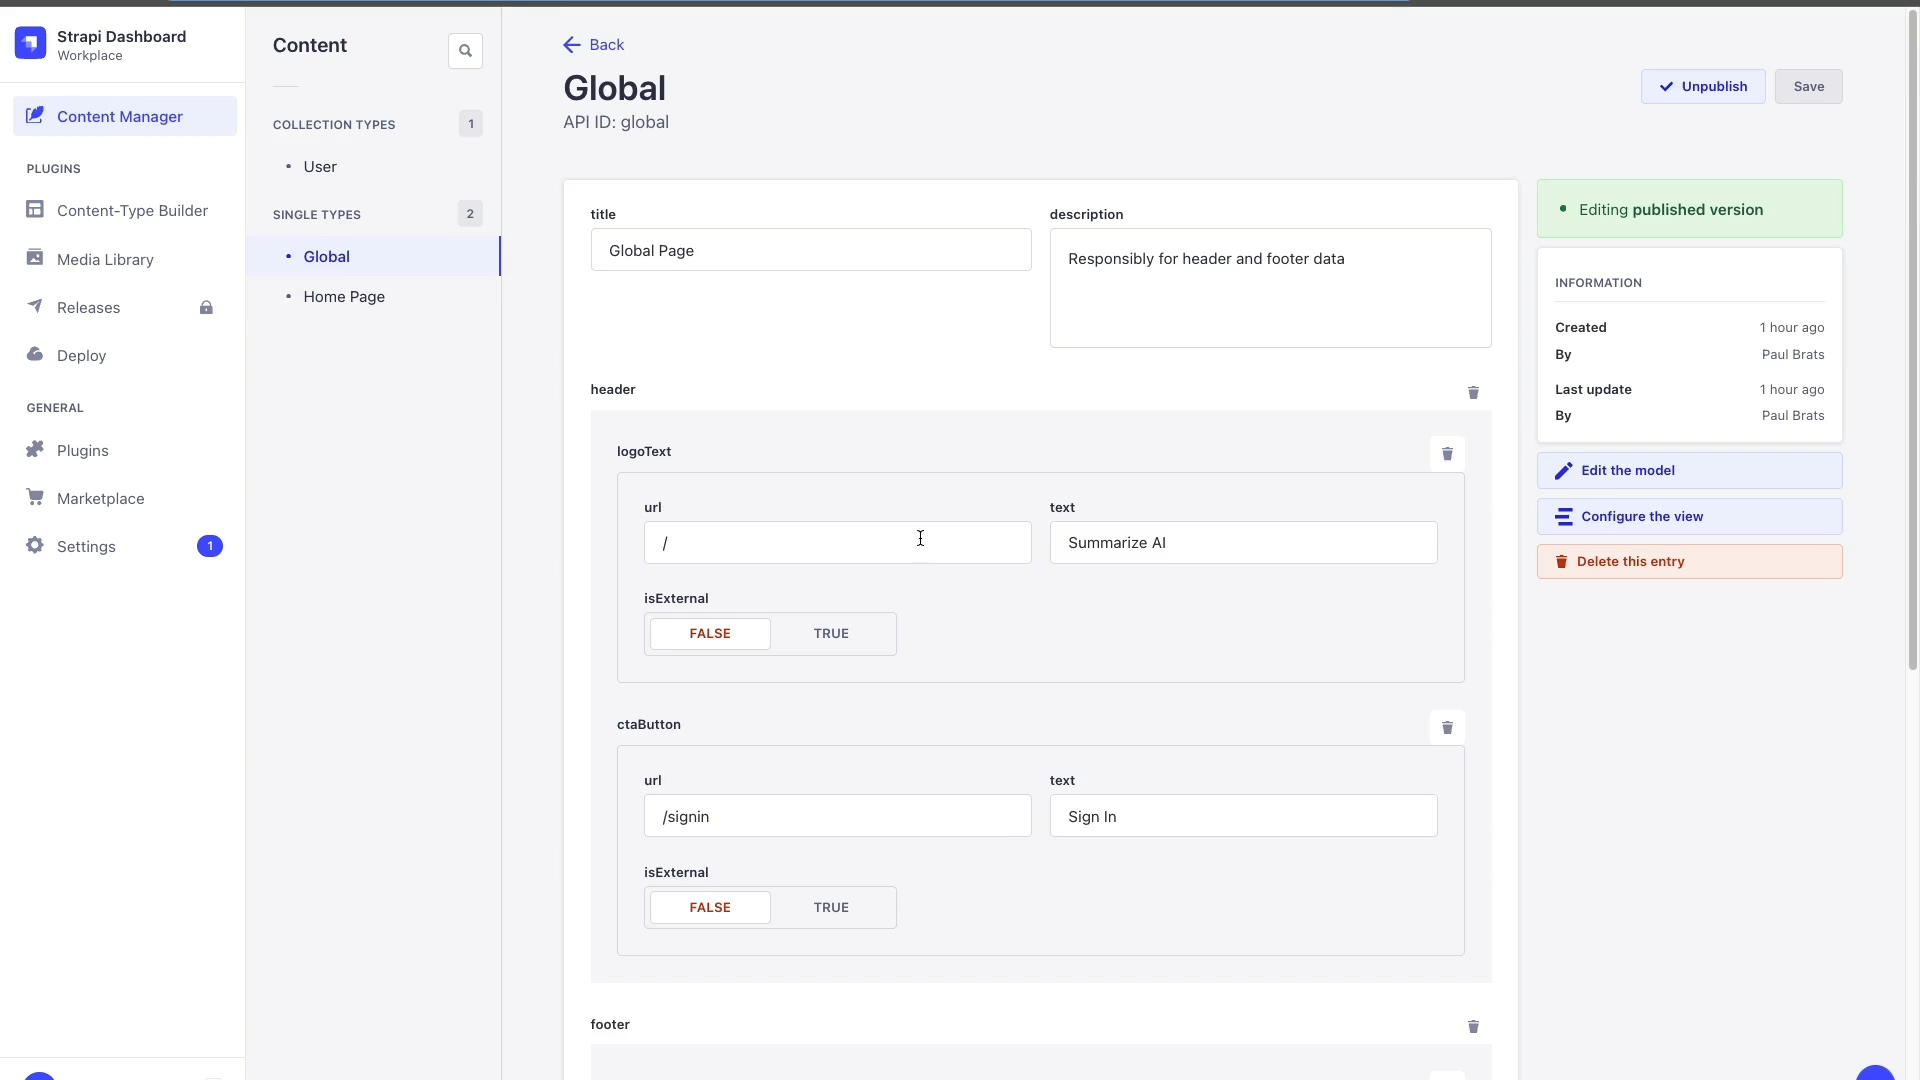 Strapi Dashboard
Workplace
Content Manager
PLUGINS
Content-Type Builder
Media Library
Releases
Deploy
GENERAL
Plugins
Marketplace
Settings
1
Content
COLLECTION TYPES
1
User
SINGLE TYPES
2
Global
Home Page
Back
Global
API ID: global
Unpublish
Save
title
description
Global Page
Responsibly for header and footer data
header
logoText
url
text
/
Summarize AI
isExternal
FALSE
TRUE
ctaButton
url
text
/signin
Sign In
isExternal
FALSE
TRUE
footer
Editing published version
INFORMATION
Created
1 hour ago
By
Paul Brats
Last update
1 hour ago
By
Paul Brats
Edit the model
Configure the view
Delete this entry